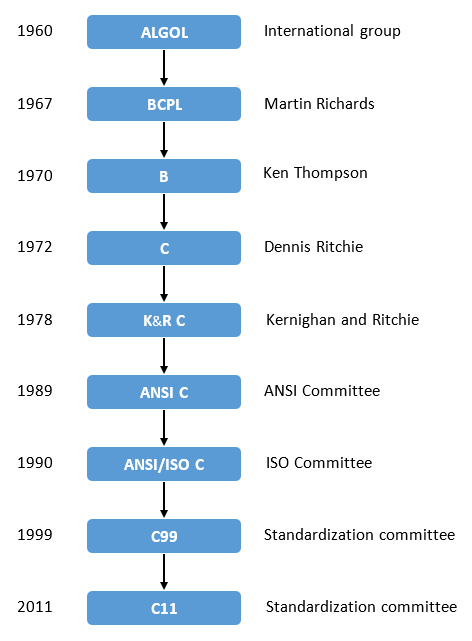 1960 ALGOL International group
1967 BCPL Martin Richards
1970 B Ken Thompson
1972 C Dennis Ritchie
1978 K&R C Kernighan and Ritchie
1989 ANSI C ANSI Committee
1990 ANSI/ISO C ISO Committee
1999 C99 Standardization committee
2011 C11 Standardization committee